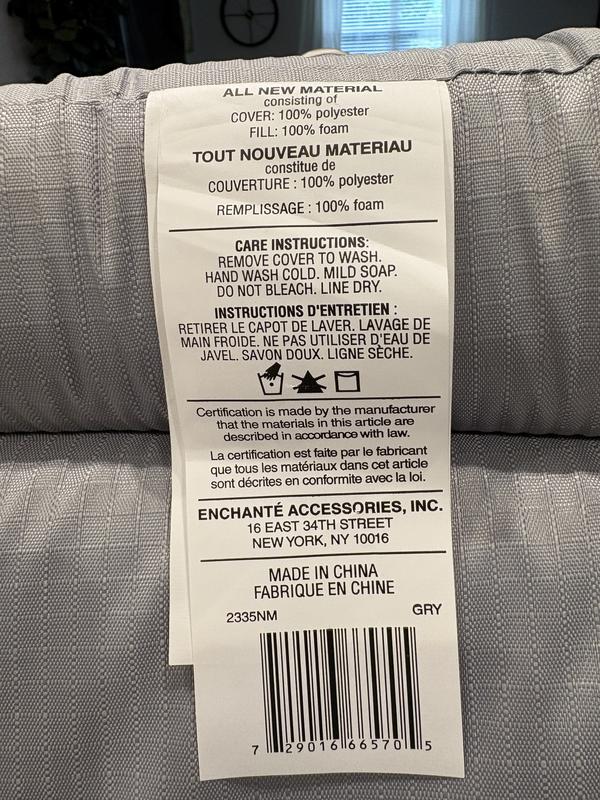 ALL NEW MATERIAL
consisting of
COVER: 100% polyester
FILL: 100% foam
TOUT NOUVEAU MATERIAU
constitue de
COUVERTURE : 100% polyester
REMPLISSAGE : 100% foam
CARE INSTRUCTIONS:
REMOVE COVER TO WASH.
HAND WASH COLD. MILD SOAP.
DO NOT BLEACH. LINE DRY.
INSTRUCTIONS D'ENTRETIEN :
RETIRER LE CAPOT DE LAVER. LAVAGE DE
MAIN FROIDE. NE PAS UTILISER D'EAU DE
JAVEL. SAVON DOUX. LIGNE SÈCHE.
Certification is made by the manufacturer
that the materials in this article are
described in accordance with law.
La certification est faite par le fabricant
que tous les matériaux dans cet article
sont décrites en conformite avec la loi.
ENCHANTÉ ACCESSORIES, INC.
16 EAST 34TH STREET
NEW YORK, NY 10016
MADE IN CHINA
FABRIQUE EN CHINE
2335NM GRY
7 29016 66570 5